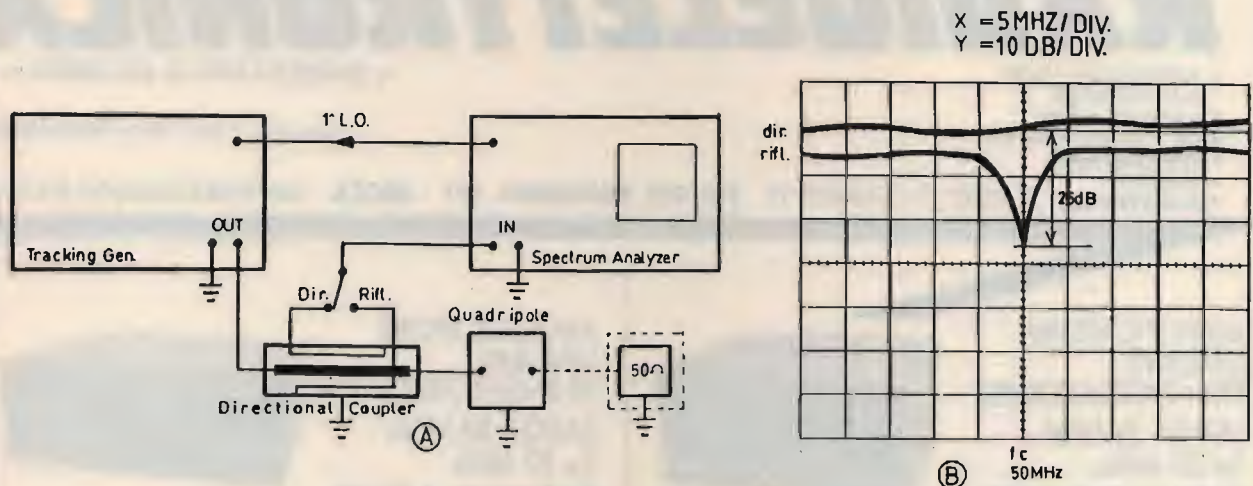 X = 5MHZ/DIV.
Y = 10 DB/DIV.
1° L.O.
OUT
Tracking Gen.
IN
Spectrum Analyzer
Dir. Rifl.
Quadripole
50Ω
Directional Coupler
A
dir.
rifl.
25dB
fc
50MHz
B